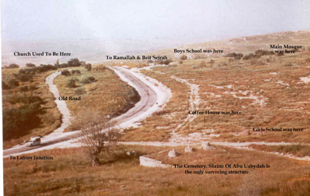 Main Mosque
was here
Boys School was here
Church Used To Be Here
To Ramallah & Beit Seirah
Old Road
Coffee House was here
Girls School was here
To Latrun Junction
The Cemetery, Shrine Of Abu Ubaydah is
the only surviving structure.